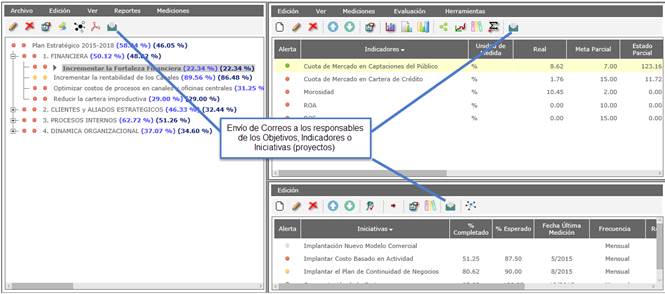 Archivo Edición Ver Reportes Mediciones
Plan Estratégico 2015-2018 (58.04 %) (46.05 %)
1. FINANCIERA (50.12 %) (48.82 %)
Incrementar la Fortaleza Financiera (22.34 %) (22.34 %)
Incrementar la rentabilidad de los Canales (89.56 %) (86.48 %)
Optimizar costos de procesos en canales y oficinas centrales (31.25 %
Reducir la cartera improductiva (29.00 %) (29.00 %)
2. CLIENTES y ALIADOS ESTRATEGICOS (46.33 %) (32.44 %)
3. PROCESOS INTERNOS (62.72 %) (51.26 %)
4. DINAMICA ORGANIZACIONAL (37.07 %) (34.60 %)
Envío de Correos a los responsables
de los Objetivos, Indicadores o
Iniciativas (proyectos)
Edición Ver Mediciones Evaluación Herramientas
Alerta Indicadores Unidad de Medida Real Meta Parcial Estado Parcial
Cuota de Mercado en Captaciones del Público % 8.62 7.00 123.16
Cuota de Mercado en Cartera de Crédito % 1.76 15.00 11.72
Morosidad % 10.45 2.00 0.00
ROA % 0.00
% 15.00
Edición
Alerta Iniciativas % Completado % Esperado Fecha Última Medición Frecuencia
Implantación Nuevo Modelo Comercial Mensual
Implantar Costo Basado en Actividad 51.25 87.50 5/2015 Mensual
Implantar el Plan de Continuidad de Negocios 80.62 90.00 8/2015 Mensual